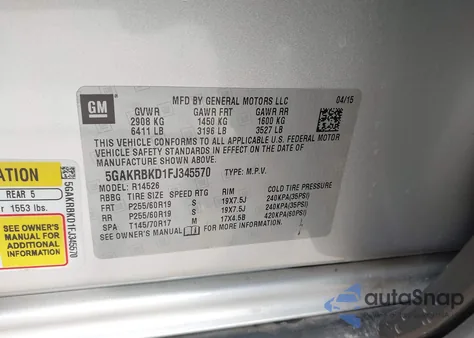 GM
MFD BY GENERAL MOTORS LLC 04/15
GVWR GAWR FRT GAWR RR
2908 KG 1450 KG 1600 KG
6411 LB 3196 LB 3527 LB
THIS VEHICLE CONFORMS TO ALL APPLICABLE U.S. FEDERAL MOTOR
VEHICLE SAFETY AND THEFT PREVENTION STANDARDS IN EFFECT ON
THE DATE OF MANUFACTURE SHOWN ABOVE.
5GAKRBKD1FJ345570 TYPE: M.P.V.
MODEL: R14526
RBBG TIRE SIZE SPEED RTG RIM COLD TIRE PRESSURE
FRT P255/60R19 S 19X7.5J 240KPA(35PSI)
RR P255/60R19 S 19X7.5J 240KPA(35PSI)
SPA T145/70R17 M 17X4.5B 420KPA(60PSI)
SEE OWNER'S MANUAL FOR MORE INFORMATION.
REAR 5
r 1553 lbs.
SEE OWNER'S
MANUAL FOR
ADDITIONAL
INFORMATION
5GAKRBKD1FJ345570
autaSnap